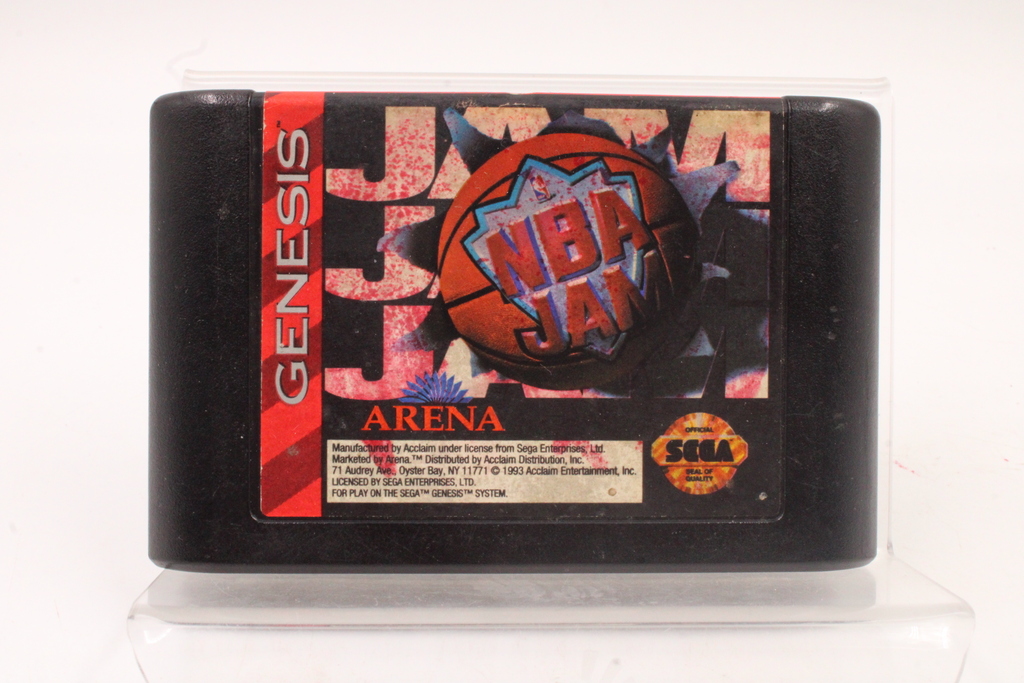 GENESIS™
JAM
JAM
JAM
NBA
JAM
ARENA
Manufactured by Acclaim under license from Sega Enterprises, Ltd.
Marketed by Arena.™ Distributed by Acclaim Distribution, Inc.
71 Audrey Ave., Oyster Bay, NY 11771 © 1993 Acclaim Entertainment, Inc.
LICENSED BY SEGA ENTERPRISES, LTD.
FOR PLAY ON THE SEGA™ GENESIS™ SYSTEM.
OFFICIAL
SEGA
SEAL OF
QUALITY